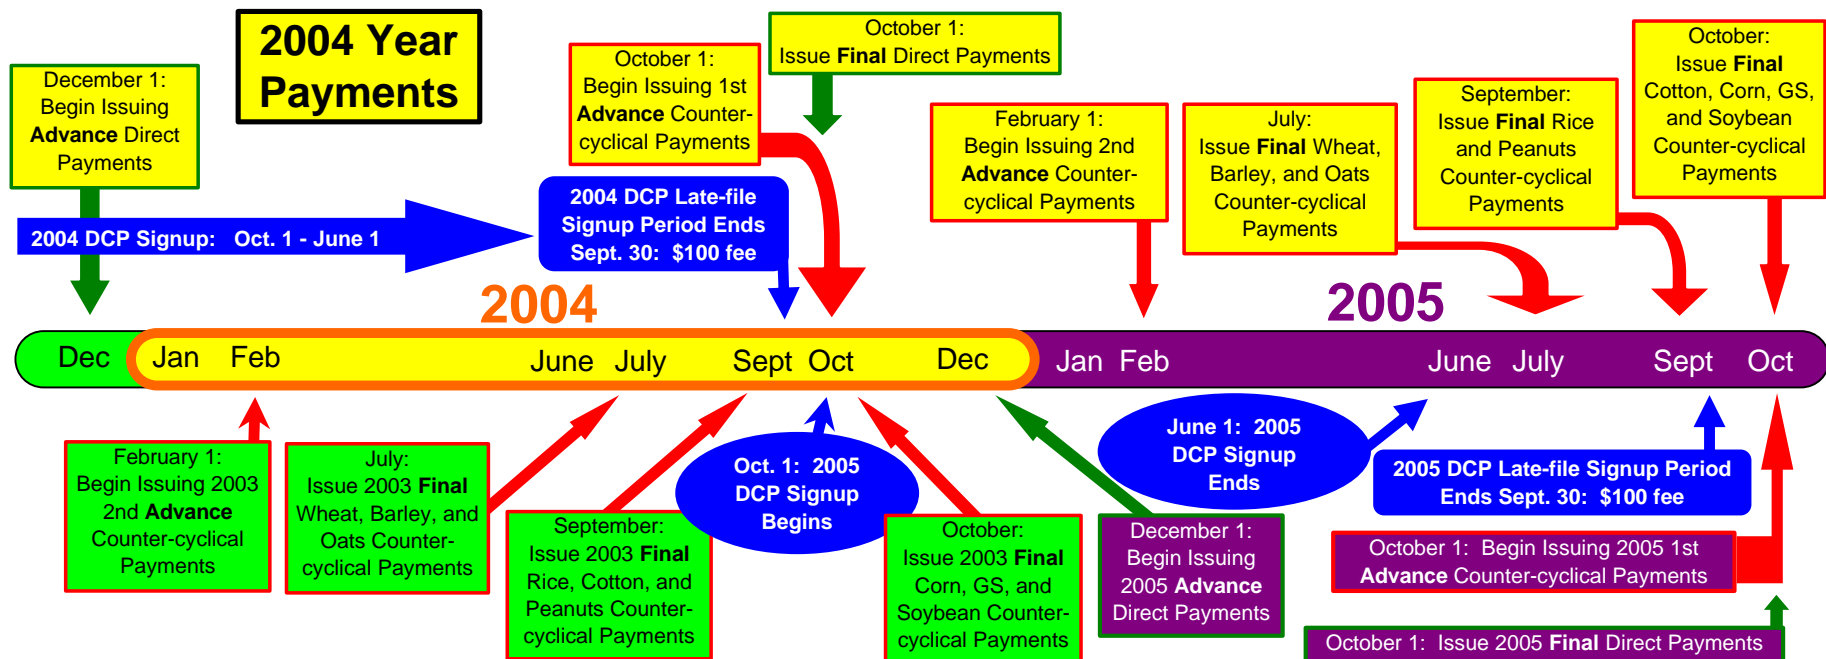 2004 Year
Payments
December 1:
Begin Issuing
Advance Direct
Payments
October 1:
Begin Issuing 1st
Advance Counter-
cyclical Payments
October 1:
Issue Final Direct Payments
February 1:
Begin Issuing 2nd
Advance Counter-
cyclical Payments
July:
Issue Final Wheat,
Barley, and Oats
Counter-cyclical
Payments
September:
Issue Final Rice
and Peanuts
Counter-cyclical
Payments
October:
Issue Final
Cotton, Corn, GS,
and Soybean
Counter-cyclical
Payments
2004 DCP Signup: Oct. 1 - June 1
2004 DCP Late-file
Signup Period Ends
Sept. 30: $100 fee
2004
2005
Dec Jan Feb June July Sept Oct Dec Jan Feb June July Sept Oct
February 1:
Begin Issuing 2003
2nd Advance
Counter-cyclical
Payments
July:
Issue 2003 Final
Wheat, Barley, and
Oats Counter-
cyclical Payments
September:
Issue 2003 Final
Rice, Cotton, and
Peanuts Counter-
cyclical Payments
Oct. 1: 2005
DCP Signup
Begins
October:
Issue 2003 Final
Corn, GS, and
Soybean Counter-
cyclical Payments
December 1:
Begin Issuing
2005 Advance
Direct Payments
June 1: 2005
DCP Signup
Ends
2005 DCP Late-file Signup Period
Ends Sept. 30: $100 fee
October 1: Begin Issuing 2005 1st
Advance Counter-cyclical Payments
October 1: Issue 2005 Final Direct Payments